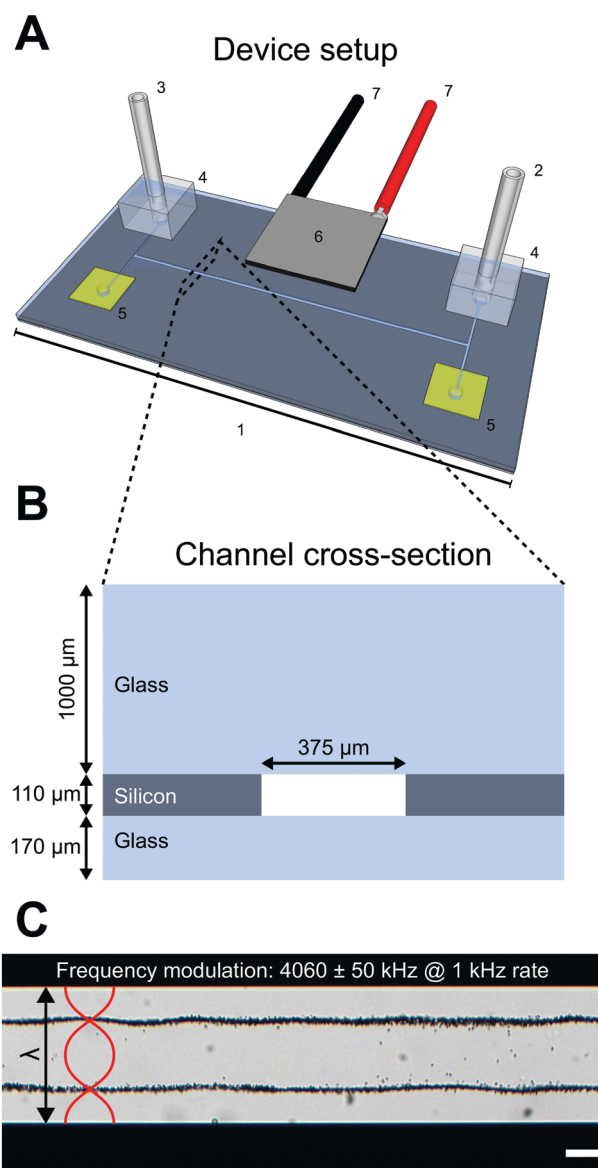 A
Device setup
7
7
3
2
4
4
6
5
5
1
B
Channel cross-section
1000 µm
Glass
375 µm
110 µm
Silicon
170 µm
Glass
C
Frequency modulation: 4060 ± 50 kHz @ 1 kHz rate
λ